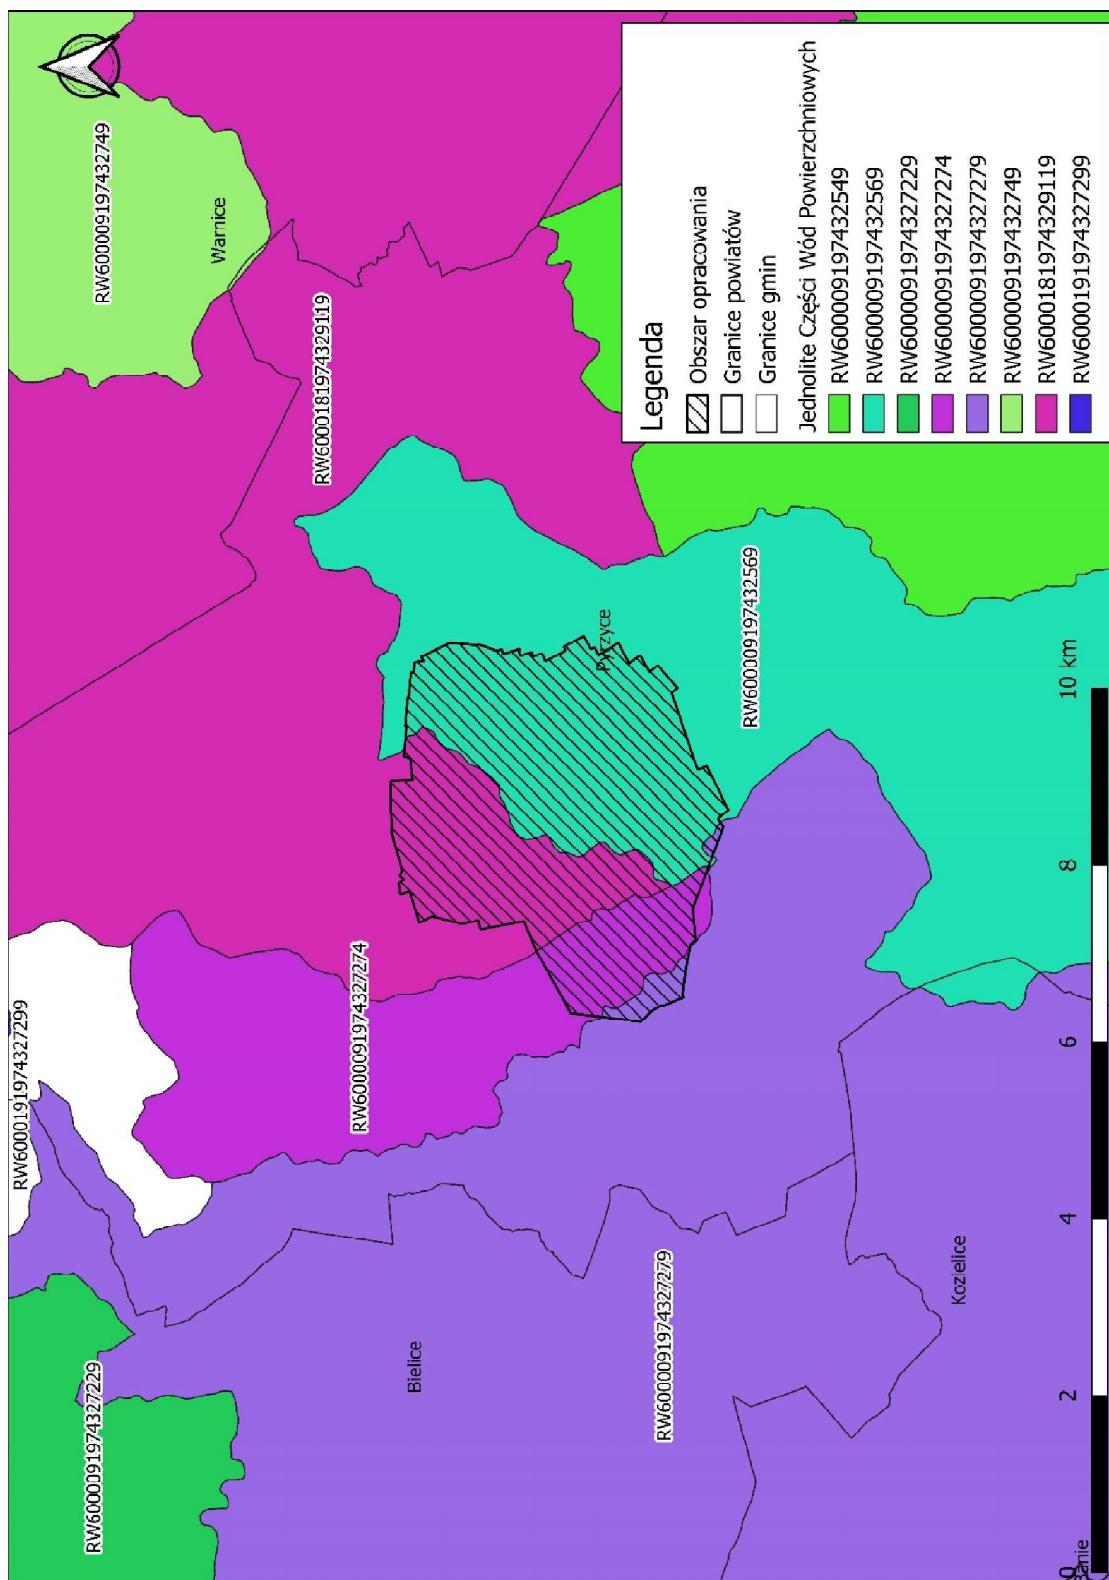 RW6000191974327299
RW6000091974327229
RW600009197432749
Warnice
RW6000181974329119
RW6000091974327274
Bielice
Pyrzyce
RW6000091974327279
RW600009197432569
Kozielice
0 2 4 6 8 10 km
Legenda
Obszar opracowania
Granice powiatów
Granice gmin
Jednolite Części Wód Powierzchniowych
RW600009197432549
RW600009197432569
RW6000091974327229
RW6000091974327274
RW6000091974327279
RW600009197432749
RW6000181974329119
RW6000191974327299